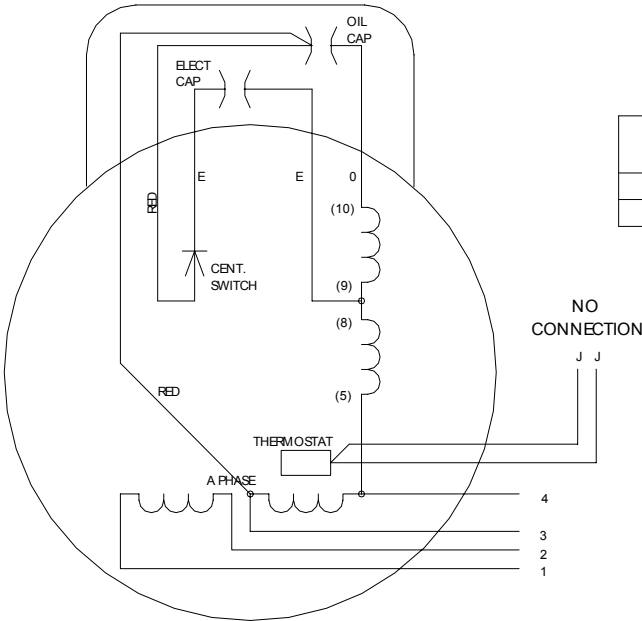 OIL
CAP
ELECT
CAP
E
E
0
RED
(10)
CENT.
SWITCH
(9)
(8)
NO
CONNECTION
J J
RED
(5)
THERMOSTAT
A PHASE
4
3
2
1